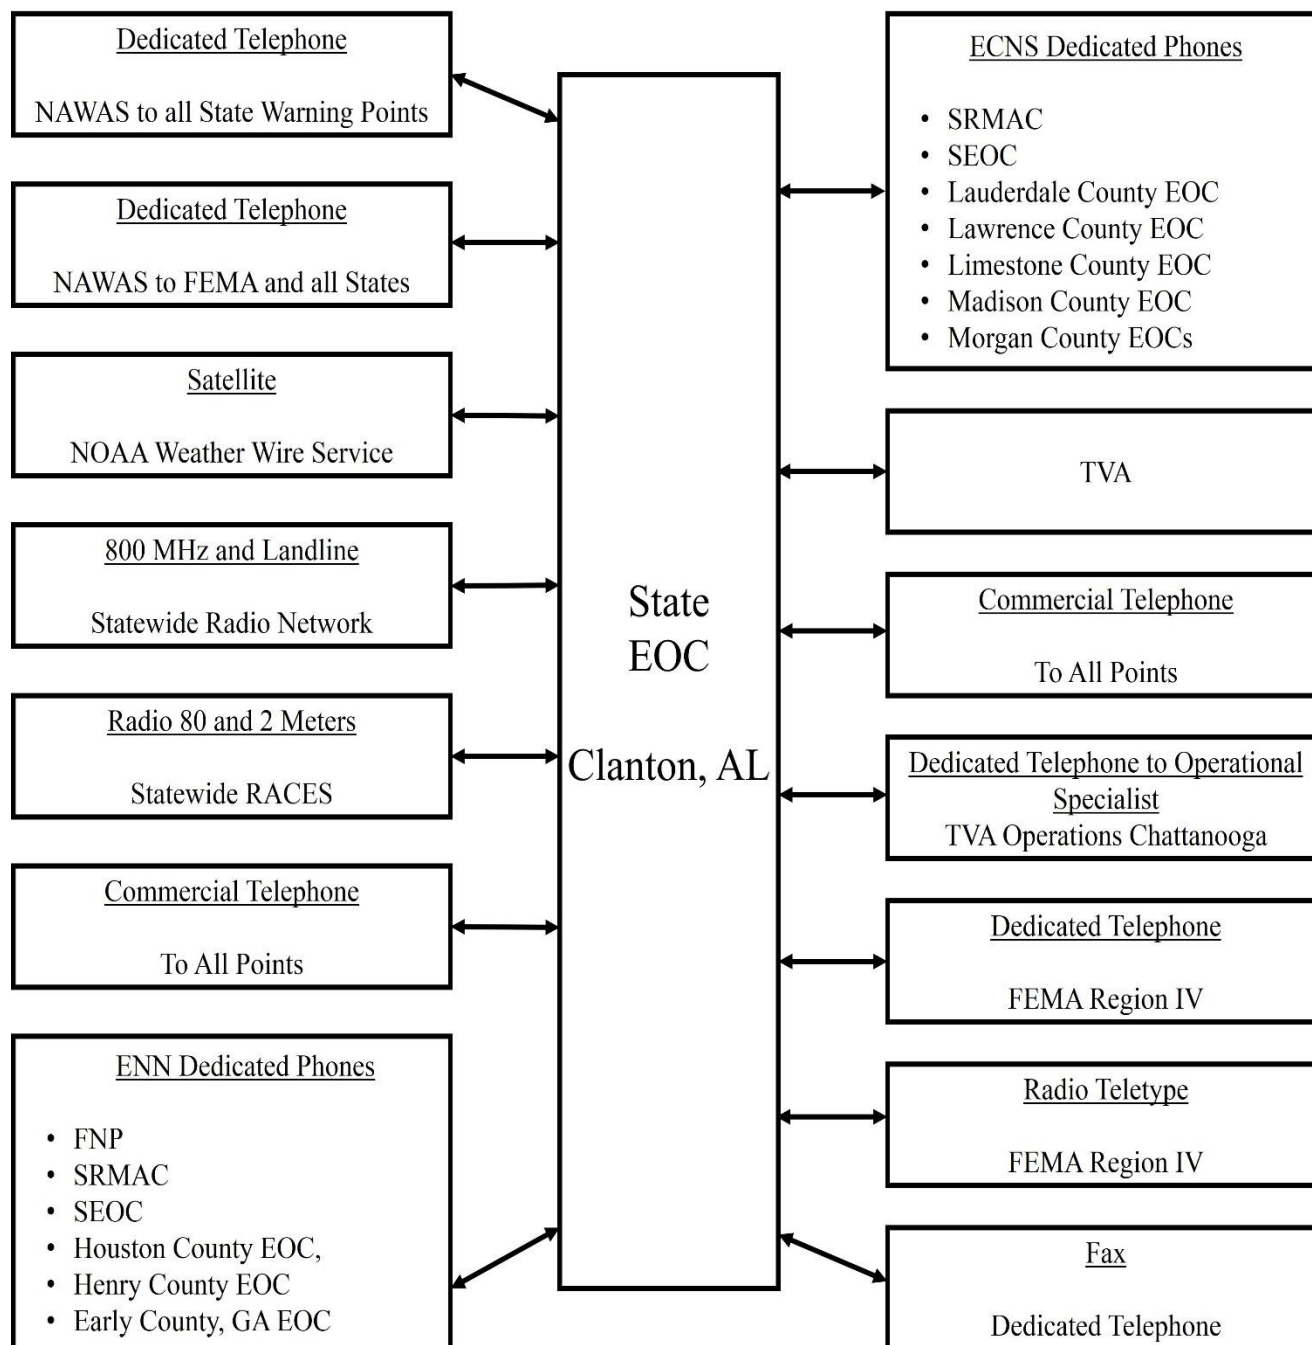 Dedicated Telephone
NAWAS to all State Warning Points
Dedicated Telephone
NAWAS to FEMA and all States
Satellite
NOAA Weather Wire Service
800 MHz and Landline
Statewide Radio Network
Radio 80 and 2 Meters
Statewide RACES
Commercial Telephone
To All Points
ENN Dedicated Phones
• FNP
• SRMAC
• SEOC
• Houston County EOC,
• Henry County EOC
• Early County, GA EOC
State
EOC
Clanton, AL
ECNS Dedicated Phones
• SRMAC
• SEOC
• Lauderdale County EOC
• Lawrence County EOC
• Limestone County EOC
• Madison County EOC
• Morgan County EOCs
TVA
Commercial Telephone
To All Points
Dedicated Telephone to Operational
Specialist
TVA Operations Chattanooga
Dedicated Telephone
FEMA Region IV
Radio Teletype
FEMA Region IV
Fax
Dedicated Telephone